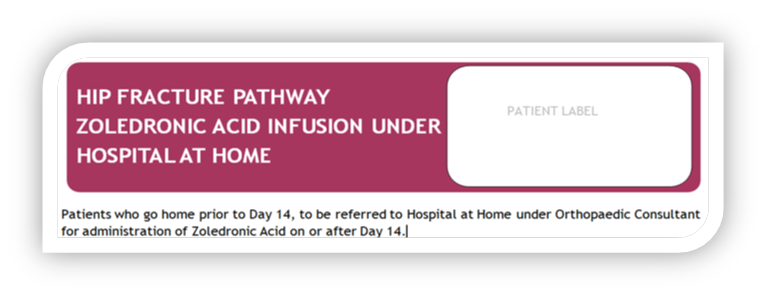 HIP FRACTURE PATHWAY
ZOLEDRONIC ACID INFUSION UNDER
HOSPITAL AT HOME
PATIENT LABEL
Patients who go home prior to Day 14, to be referred to Hospital at Home under Orthopaedic Consultant
for administration of Zoledronic Acid on or after Day 14.